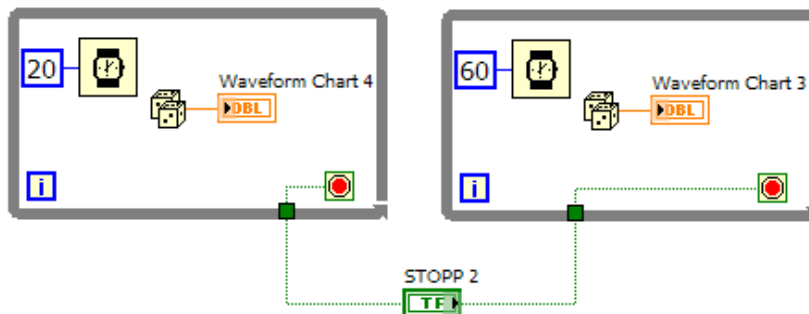 20
Waveform Chart 4
DBL
i
60
Waveform Chart 3
DBL
i
STOPP 2
TF